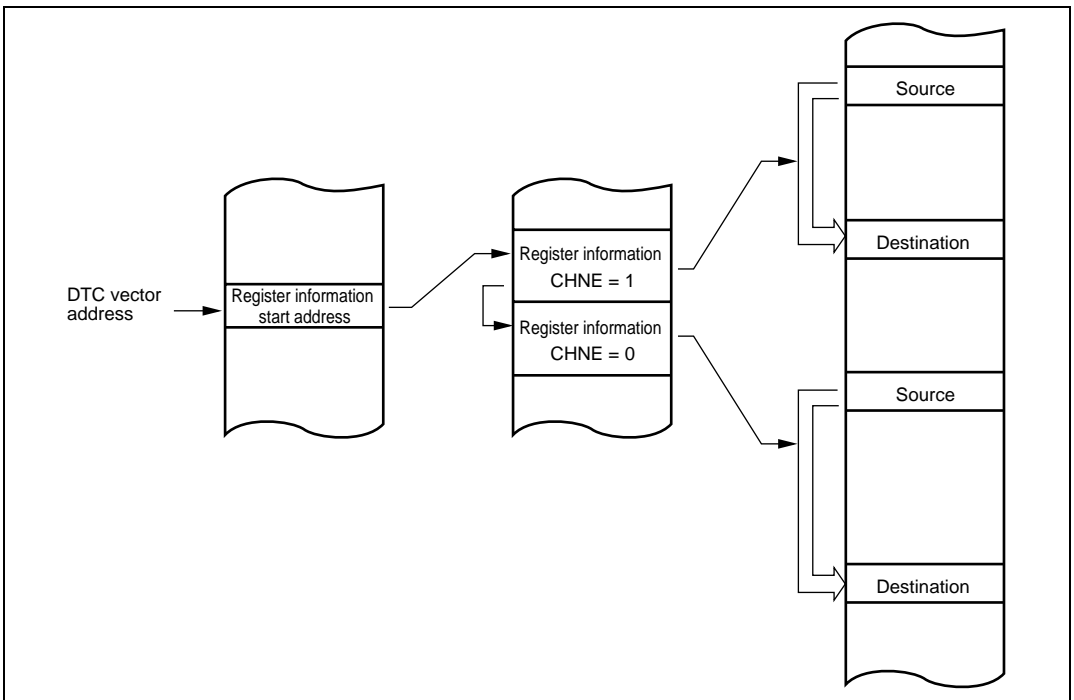 DTC vector
address
Register information
start address
Register information
CHNE = 1
Register information
CHNE = 0
Source
Destination
Source
Destination